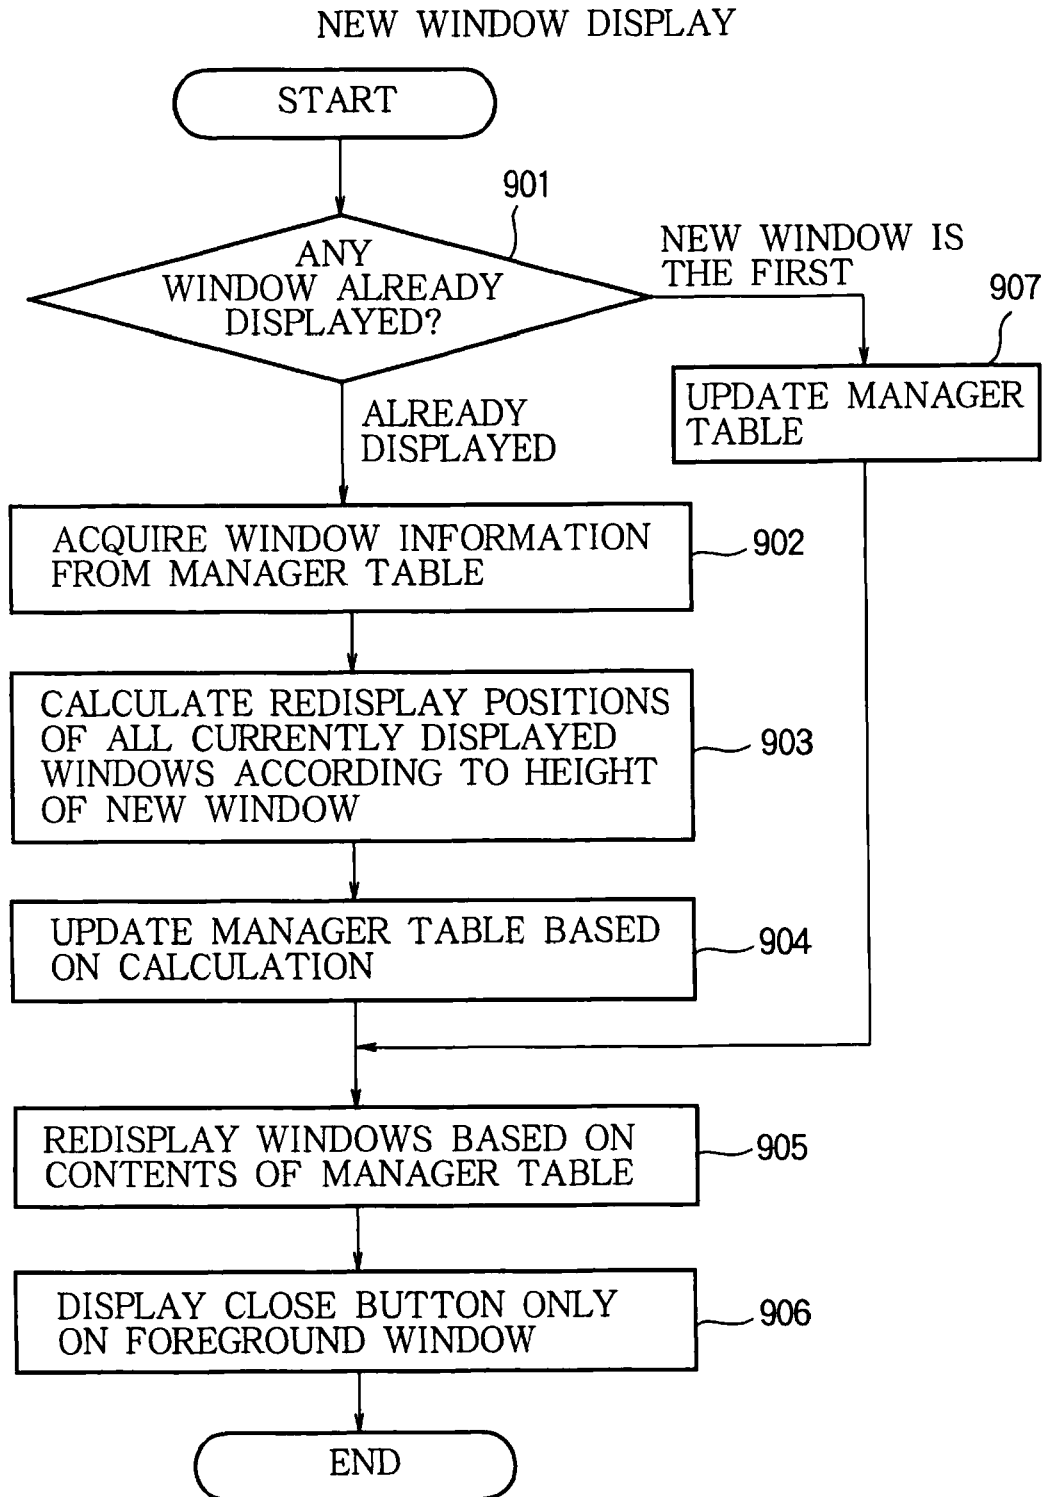 NEW WINDOW DISPLAY
START
901
ANY
WINDOW ALREADY
DISPLAYED?
NEW WINDOW IS
THE FIRST
907
UPDATE MANAGER
TABLE
ALREADY
DISPLAYED
ACQUIRE WINDOW INFORMATION
FROM MANAGER TABLE
902
CALCULATE REDISPLAY POSITIONS
OF ALL CURRENTLY DISPLAYED
WINDOWS ACCORDING TO HEIGHT
OF NEW WINDOW
903
UPDATE MANAGER TABLE BASED
ON CALCULATION
904
REDISPLAY WINDOWS BASED ON
CONTENTS OF MANAGER TABLE
905
DISPLAY CLOSE BUTTON ONLY
ON FOREGROUND WINDOW
906
END